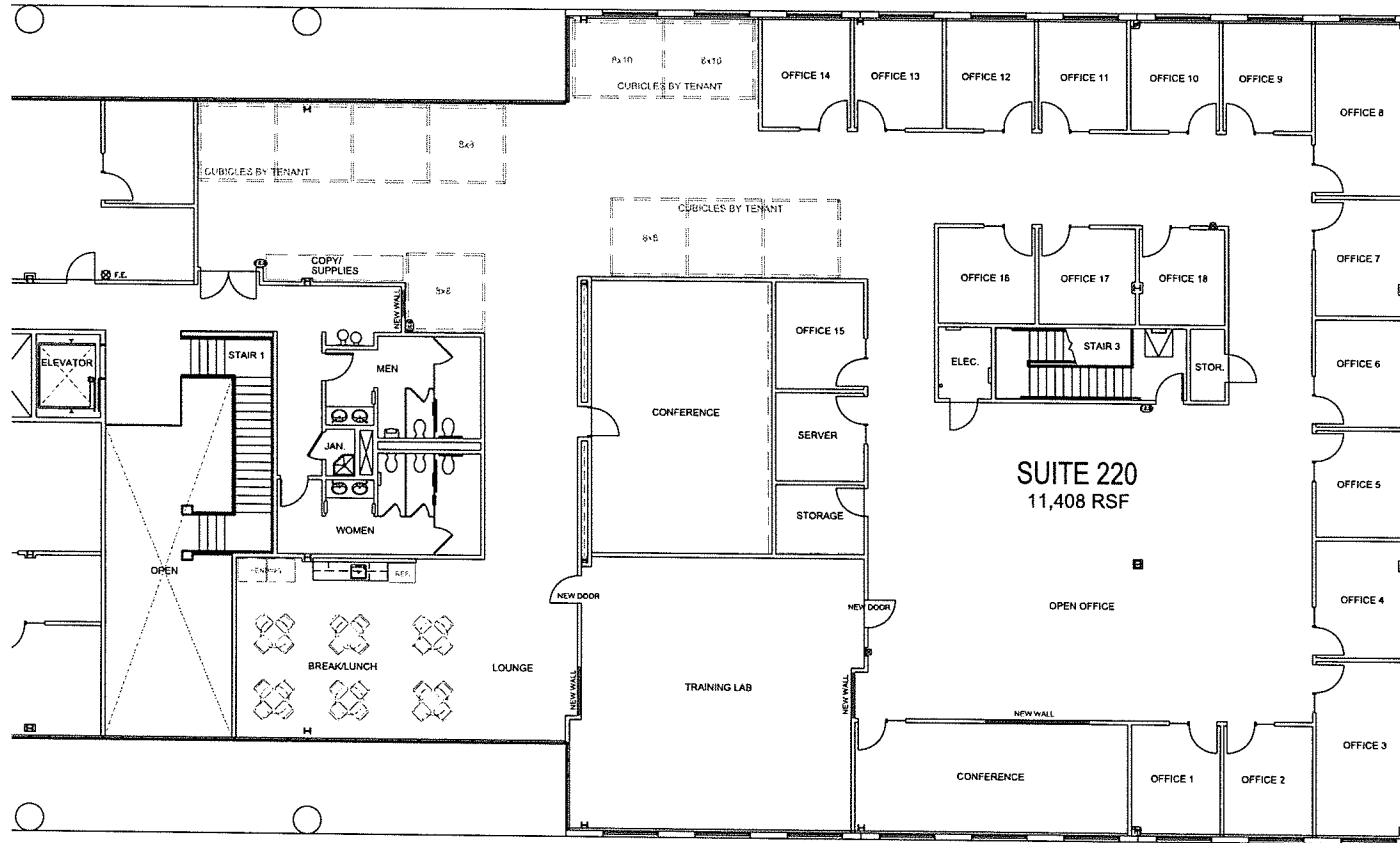 8x10
8x10
CUBICLES BY TENANT
OFFICE 14
OFFICE 13
OFFICE 12
OFFICE 11
OFFICE 10
OFFICE 9
OFFICE 8
CUBICLES BY TENANT
CUBICLES BY TENANT
OFFICE 16
OFFICE 17
OFFICE 18
OFFICE 7
F.E.
COPY/
SUPPLIES
NEW WALL
OFFICE 15
ELEVATOR
STAIR 1
MEN
ELEC.
STAIR 3
STOR.
OFFICE 6
CONFERENCE
JAN.
SERVER
SUITE 220
11,408 RSF
OFFICE 5
STORAGE
WOMEN
OPEN
REF.
NEW DOOR
NEW DOOR
OPEN OFFICE
OFFICE 4
BREAK/LUNCH
LOUNGE
NEW WALL
TRAINING LAB
NEW WALL
NEW WALL
OFFICE 3
CONFERENCE
OFFICE 1
OFFICE 2